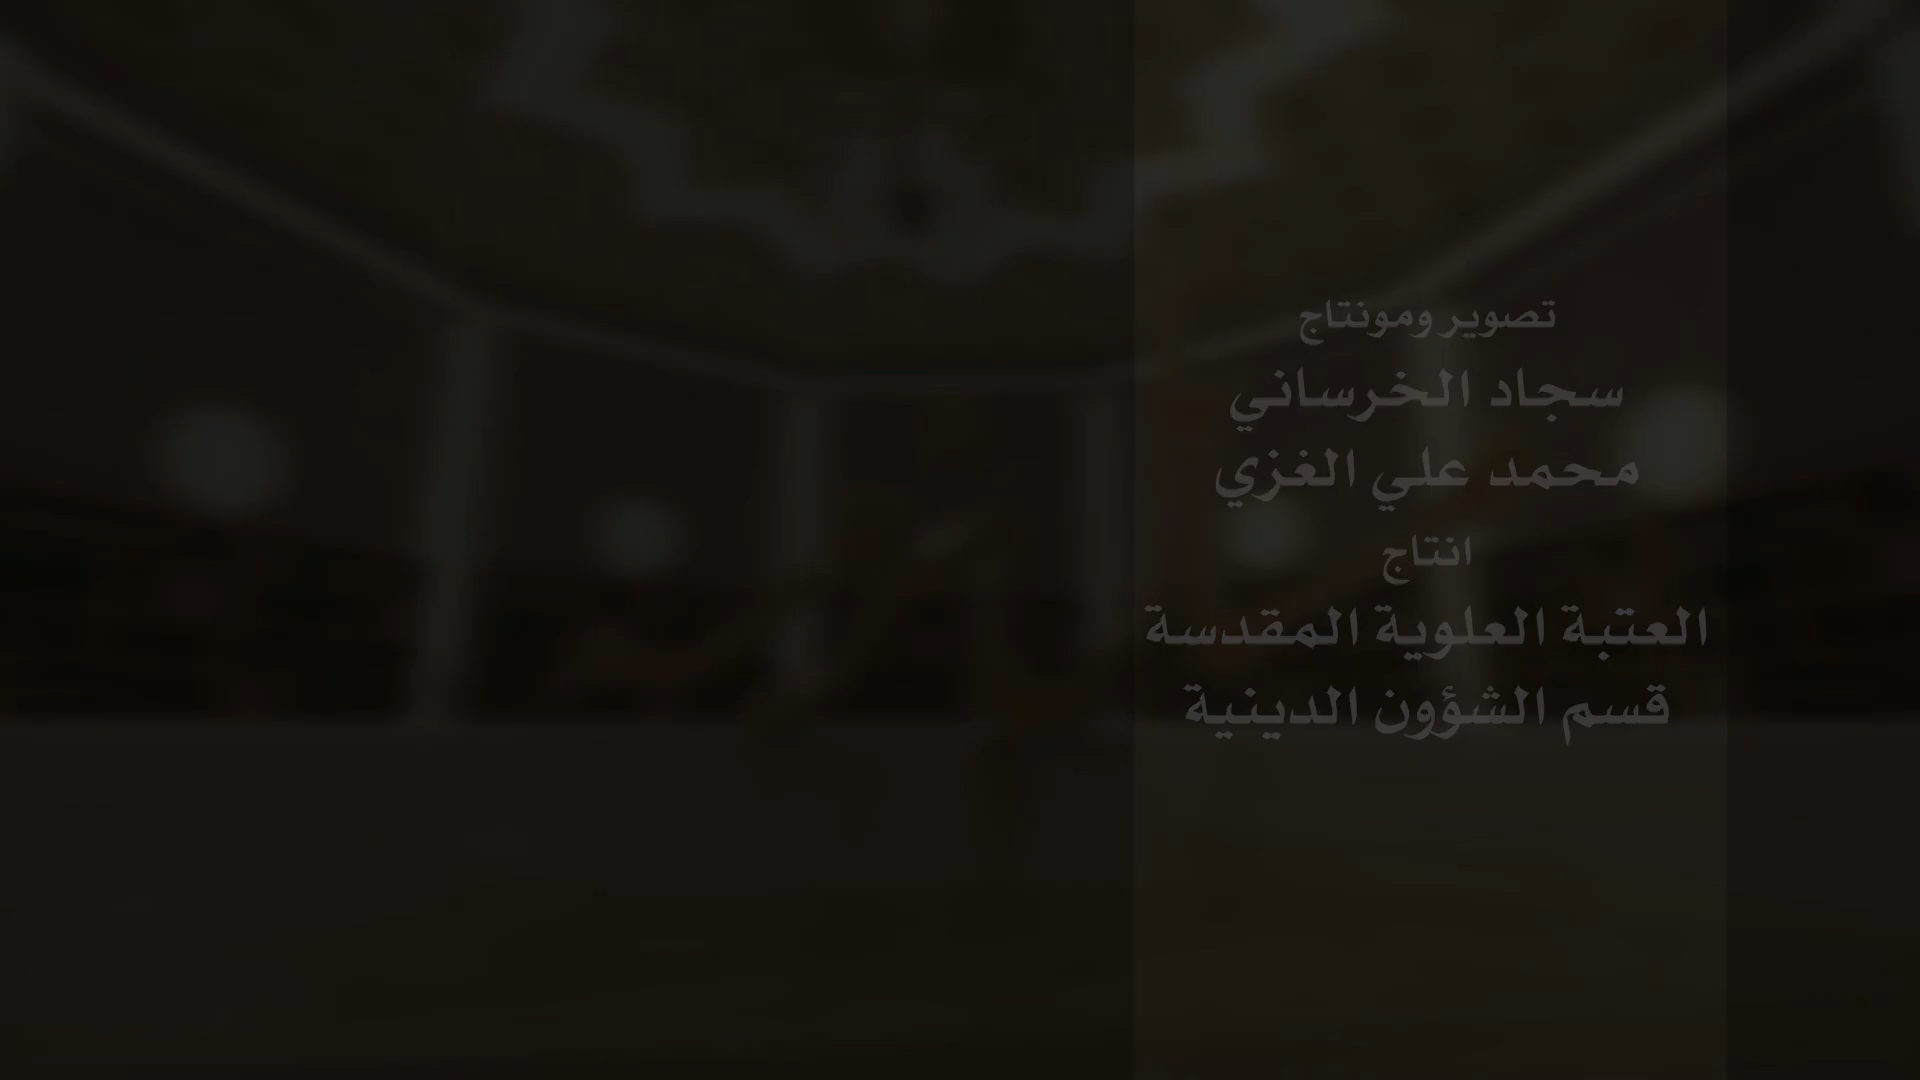 تصوير ومونتاج
سجاد الخرساني
محمد علي الغزي
انتاج
العتبة العلوية المقدسة
قسم الشؤون الدينية